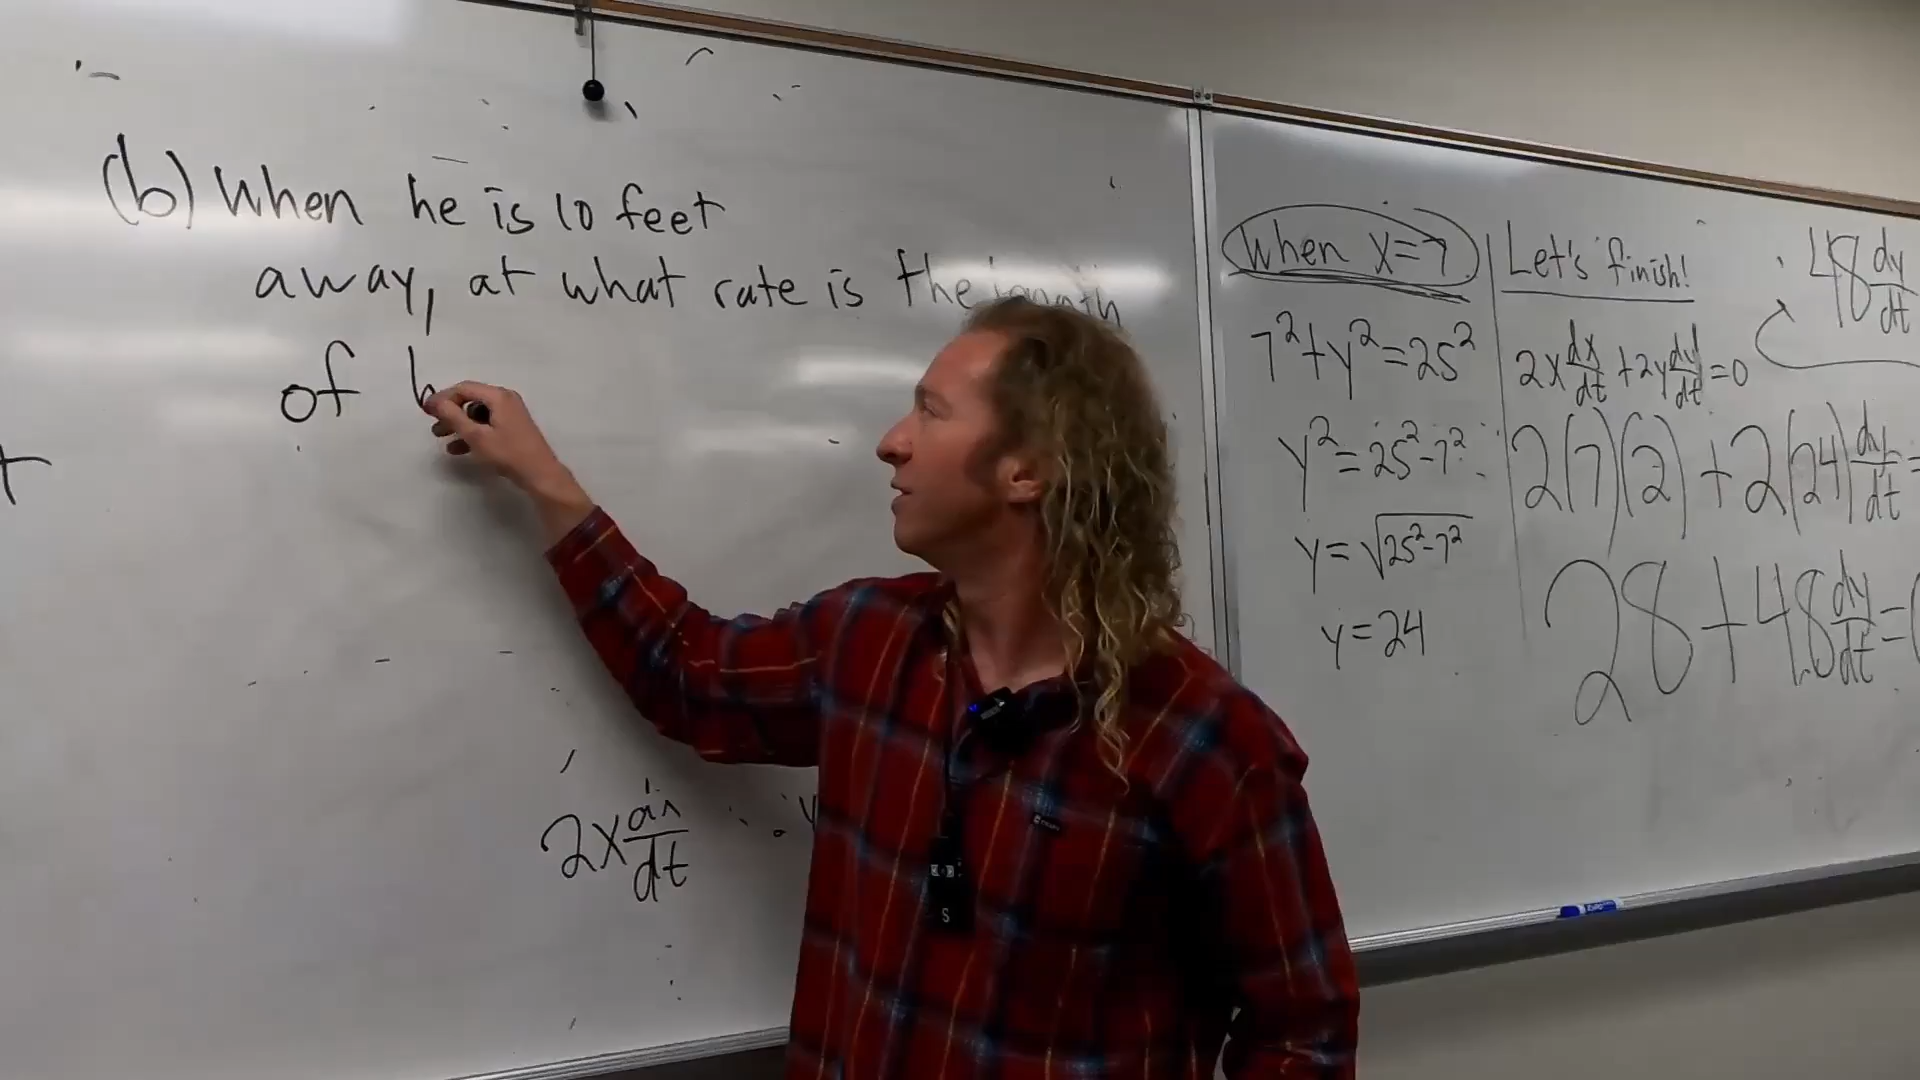 (b) When he is 10 feet
away, at what rate is the length
of h
t
2x dx/dt
When x=7
7²+y²=25²
y²=25²-7²
y=√25²-7²
y=24
Let's finish!
2x dx/dt +2y dy/dt =0
2(7)(2)+2(24) dy/dt =
28+48 dy/dt =0
48 dy/dt
S